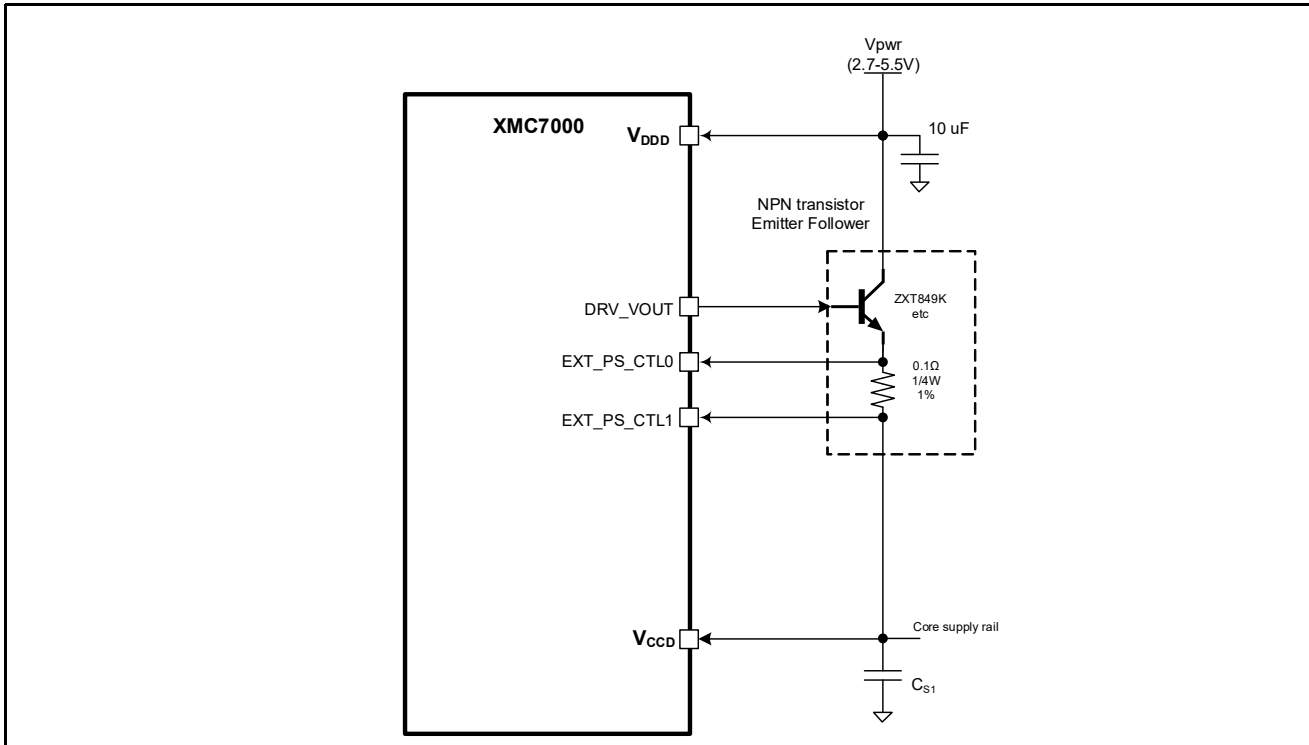 Vpwr
(2.7-5.5V)
XMC7000
VDDD
10 uF
NPN transistor
Emitter Follower
DRV_VOUT
ZXT849K
etc
EXT_PS_CTL0
0.1Ω
1/4W
1%
EXT_PS_CTL1
VCCD
Core supply rail
CS1